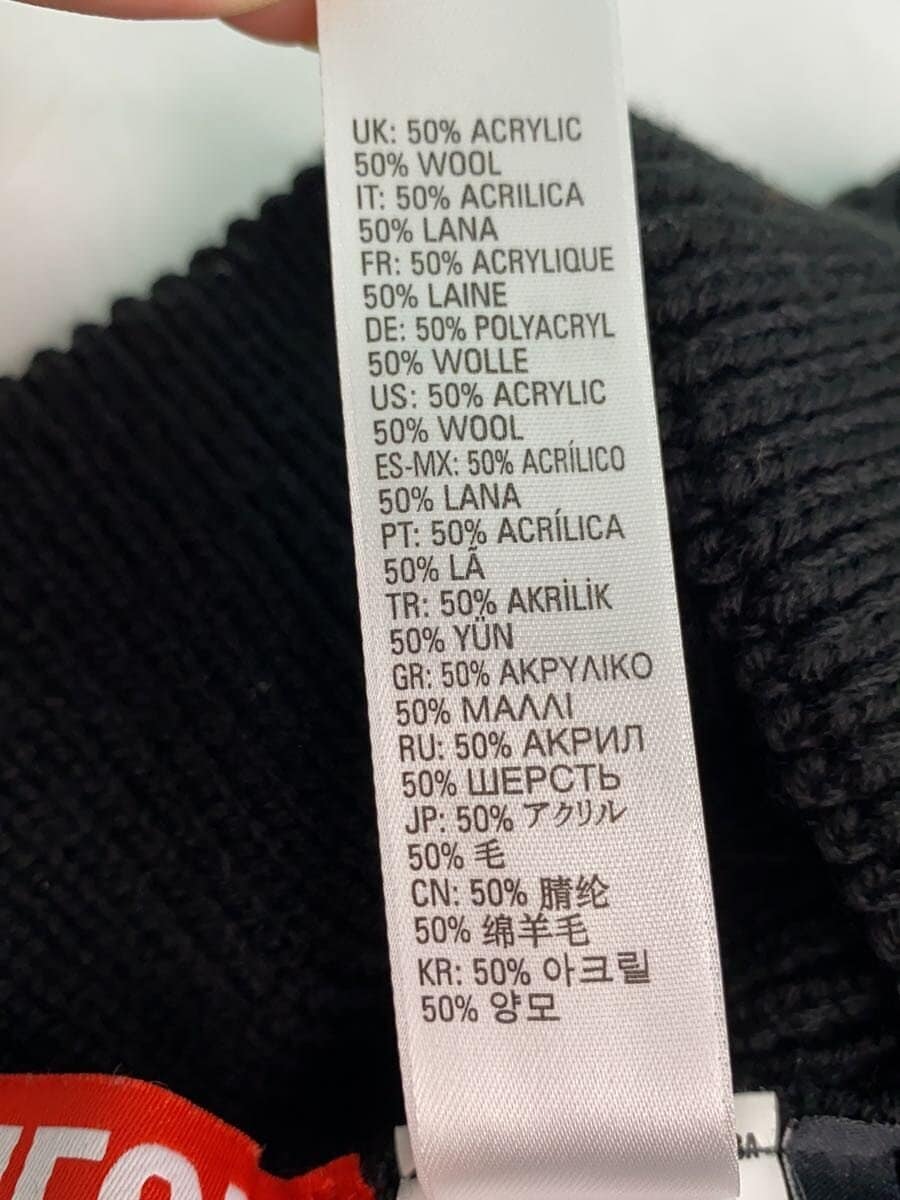 UK: 50% ACRYLIC
50% WOOL
IT: 50% ACRILICA
50% LANA
FR: 50% ACRYLIQUE
50% LAINE
DE: 50% POLYACRYL
50% WOLLE
US: 50% ACRYLIC
50% WOOL
ES-MX: 50% ACRÍLICO
50% LANA
PT: 50% ACRÍLICA
50% LÃ
TR: 50% AKRİLİK
50% YÜN
GR: 50% ΑΚΡΥΛΙΚΟ
50% ΜΑΛΛΙ
RU: 50% АКРИЛ
50% ШЕРСТЬ
JP: 50% アクリル
50% 毛
CN: 50% 腈纶
50% 绵羊毛
KR: 50% 아크릴
50% 양모